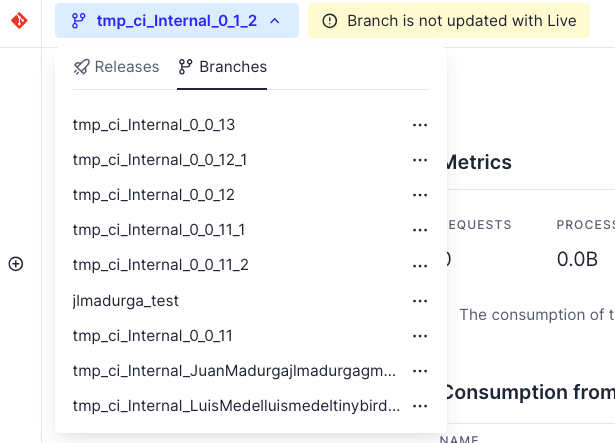 tmp_ci_Internal_0_1_2
Branch is not updated with Live
Releases
Branches
tmp_ci_Internal_0_0_13
tmp_ci_Internal_0_0_12_1
tmp_ci_Internal_0_0_12
tmp_ci_Internal_0_0_11_1
tmp_ci_Internal_0_0_11_2
jlmadurga_test
tmp_ci_Internal_0_0_11
tmp_ci_Internal_JuanMadurgajlmadurgagm...
tmp_ci_Internal_LuisMedelluismedeltinybird...
Metrics
EQUESTS
PROCESS
0
0.0B
The consumption of t
Consumption from
NAME